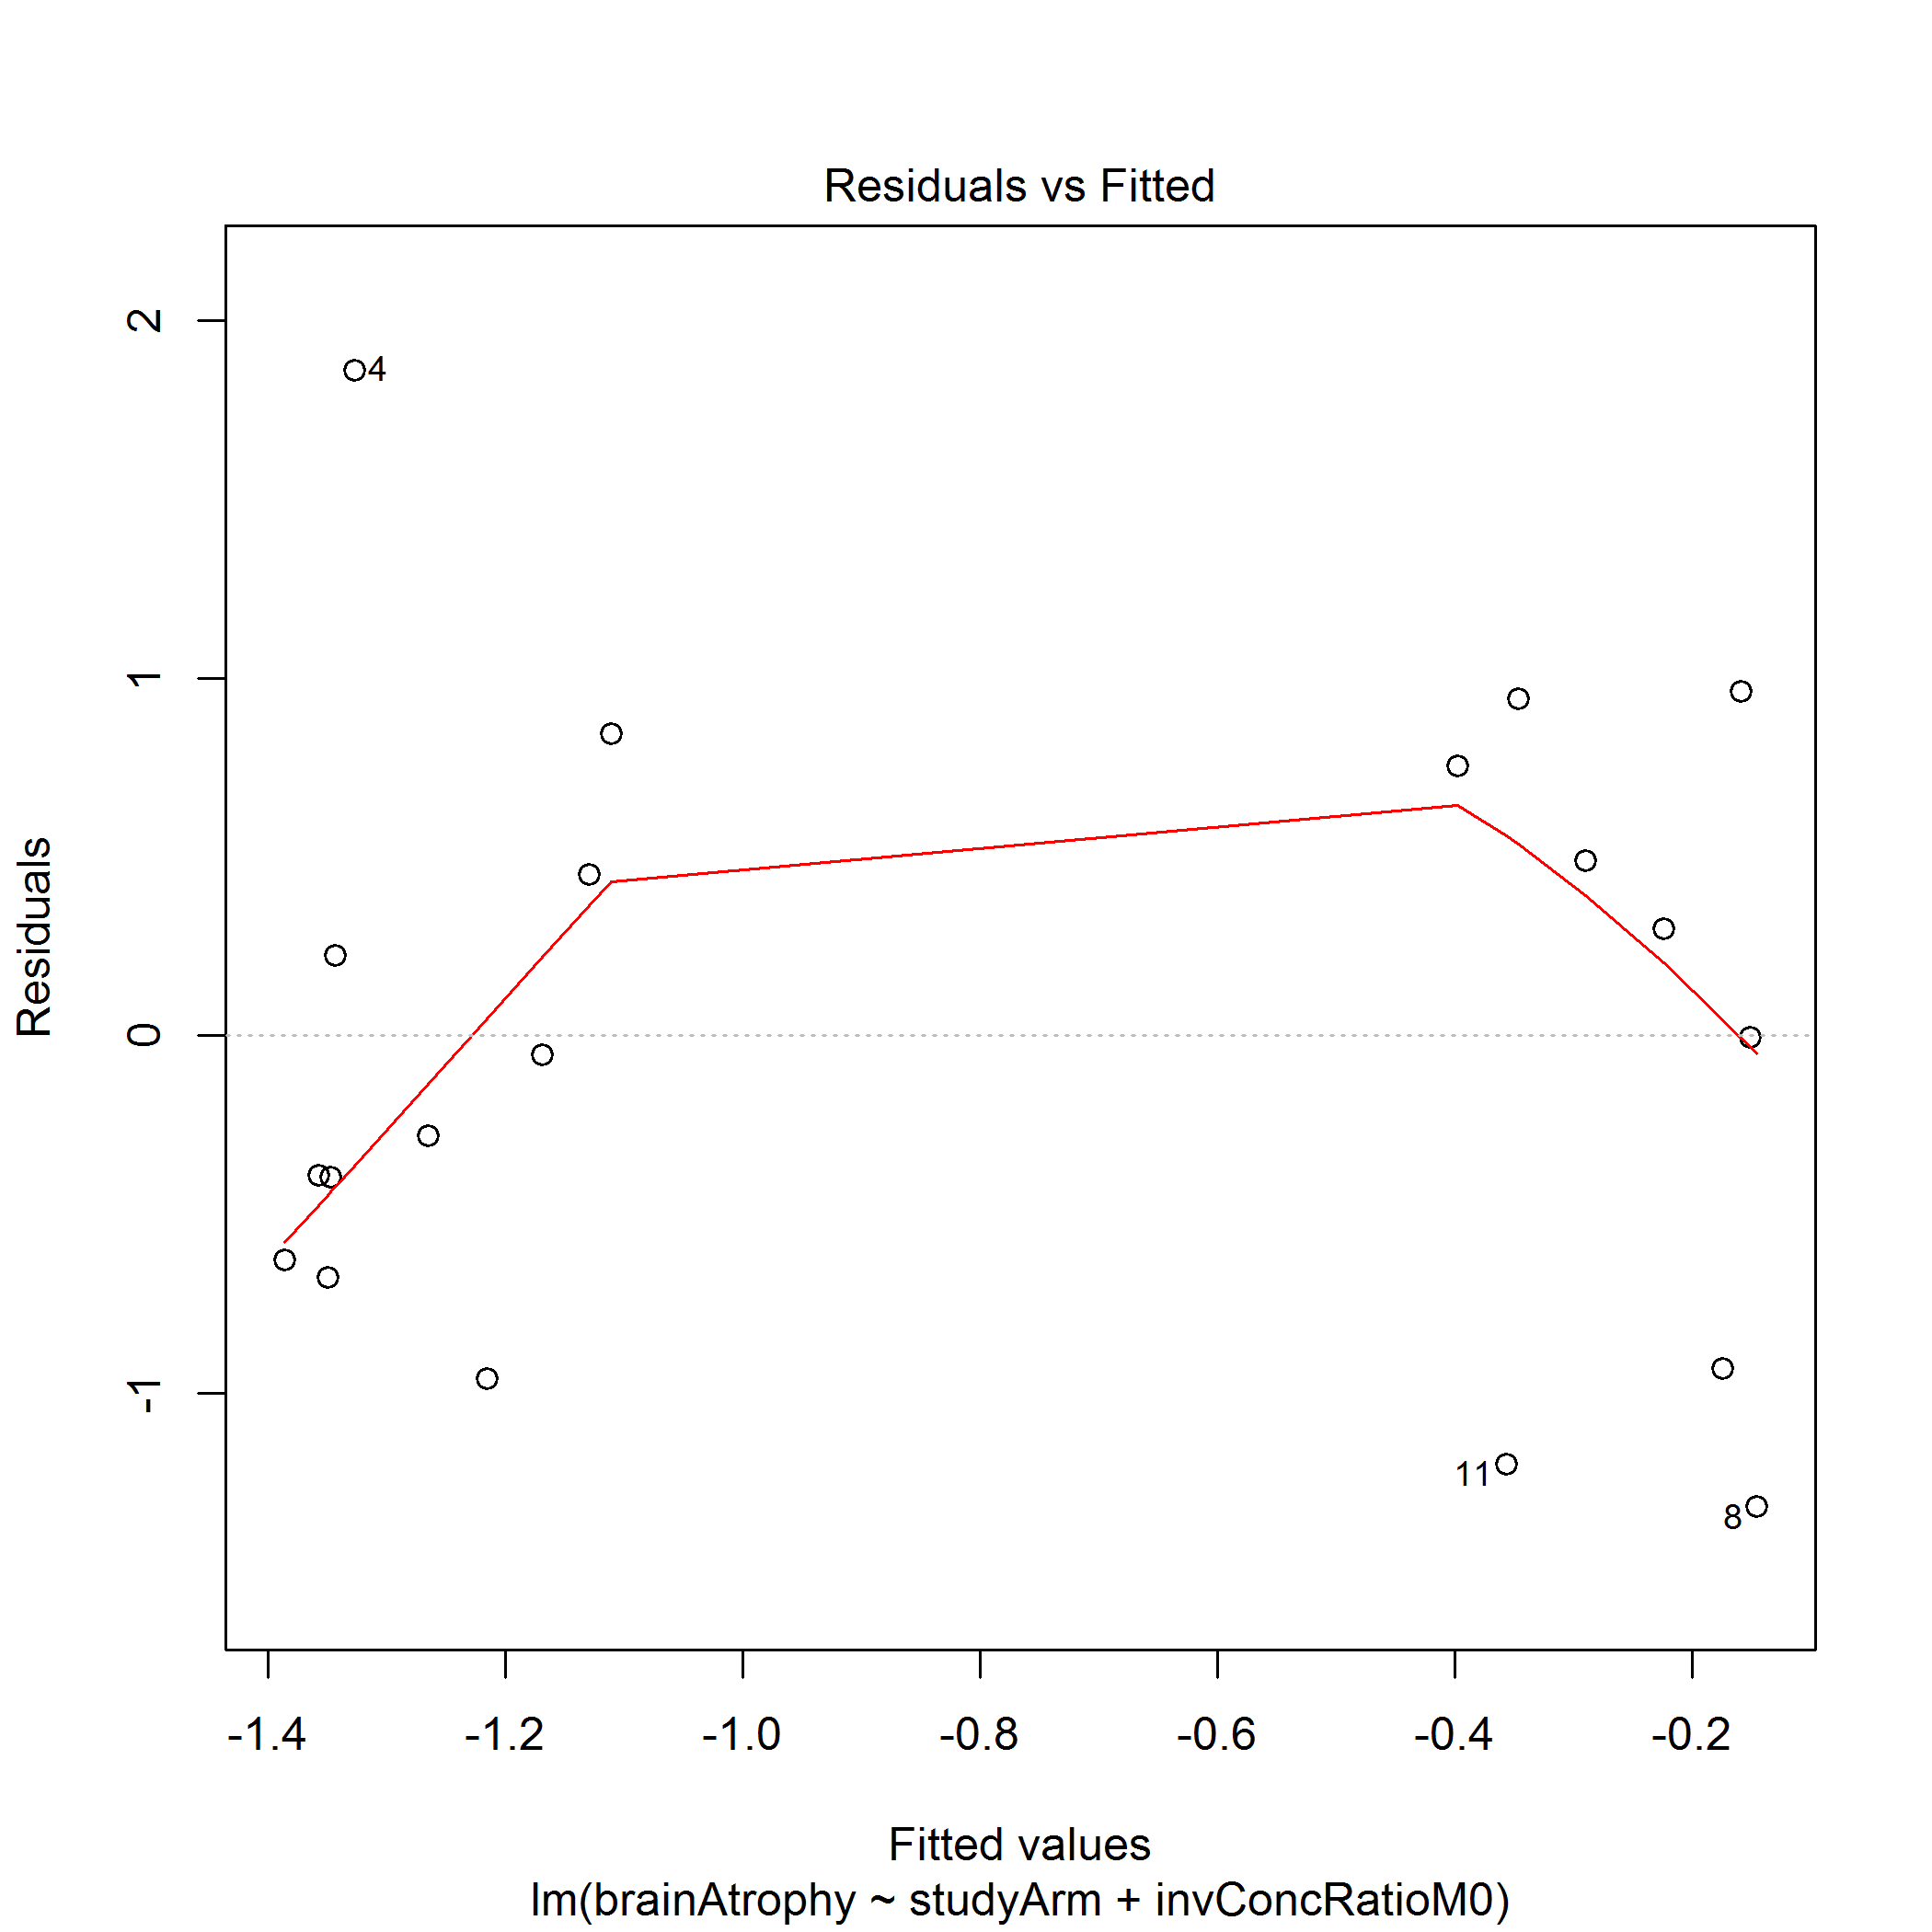 Residuals vs Fitted
Residuals
2
1
0
-1
4
11
8
-1.4 -1.2 -1.0 -0.8 -0.6 -0.4 -0.2
Fitted values
lm(brainAtrophy ~ studyArm + invConcRatioM0)